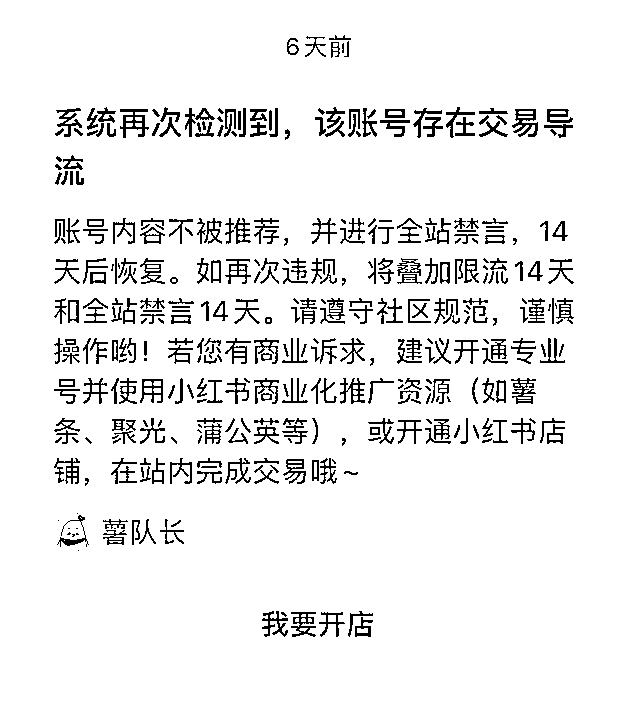 6天前
系统再次检测到，该账号存在交易导
流
账号内容不被推荐，并进行全站禁言，14
天后恢复。如再次违规，将叠加限流14天
和全站禁言14天。请遵守社区规范，谨慎
操作哟！若您有商业诉求，建议开通专业
号并使用小红书商业化推广资源（如薯
条、聚光、蒲公英等），或开通小红书店
铺，在站内完成交易哦~
薯队长
我要开店